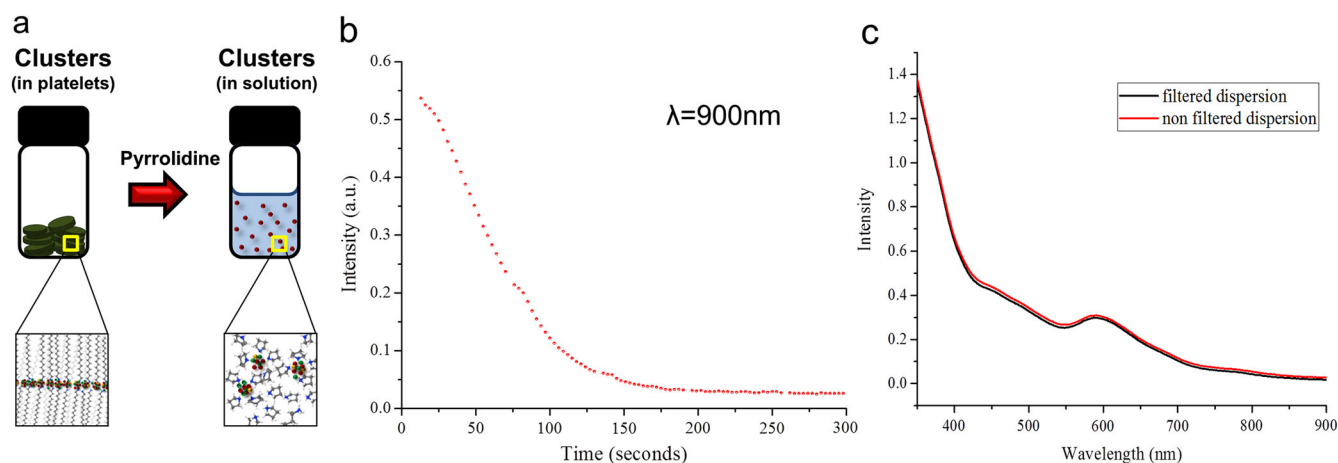 a
Clusters
(in platelets)
Pyrrolidine
Clusters
(in solution)
b
Intensity (a.u.)
0.6
0.5
0.4
0.3
0.2
0.1
0.0
λ=900nm
0
50
100
150
200
250
300
Time (seconds)
c
Intensity
1.4
1.2
1.0
0.8
0.6
0.4
0.2
0.0
filtered dispersion
non filtered dispersion
400
500
600
700
800
900
Wavelength (nm)